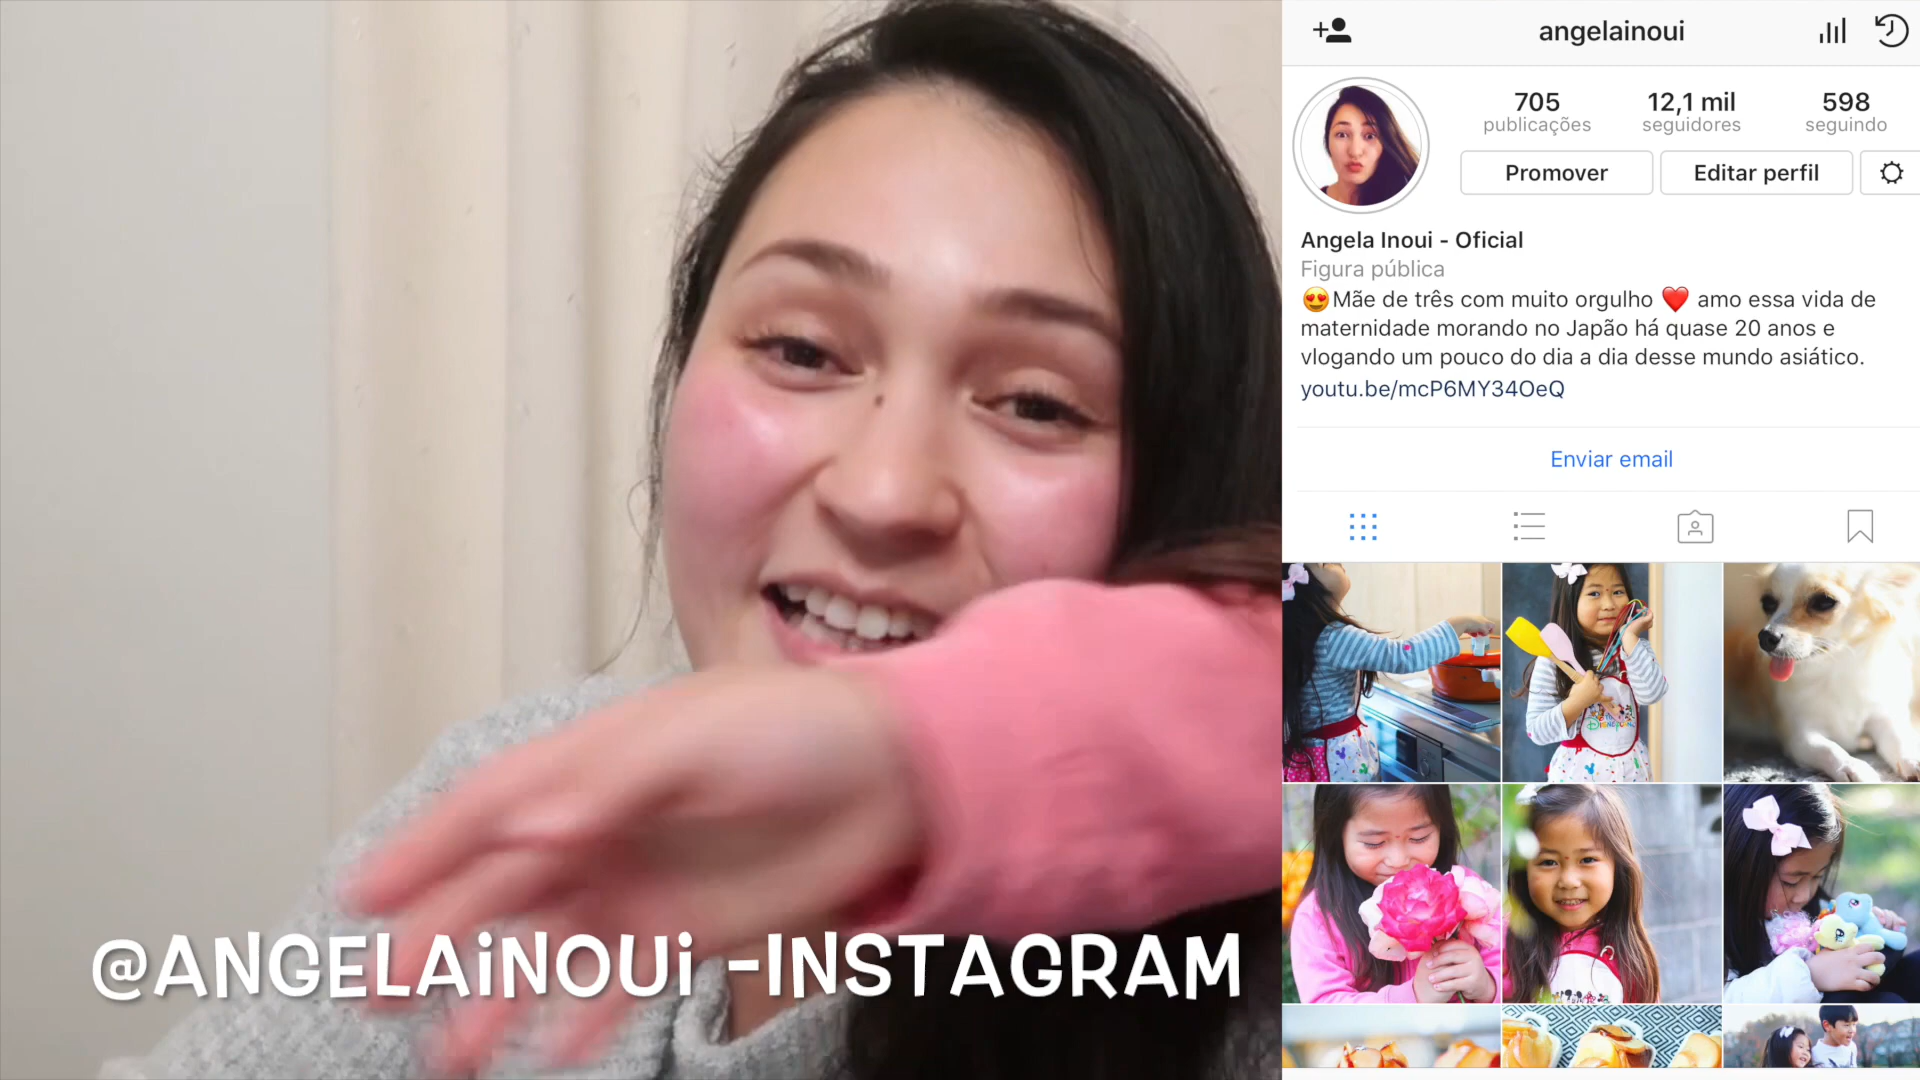 @ANGELAiNOUi -INSTAGRAM
angelainoui
705
publicações
12,1 mil
seguidores
598
seguindo
Promover
Editar perfil
Angela Inoui - Oficial
Figura pública
😍Mãe de três com muito orgulho ❤️ amo essa vida de
maternidade morando no Japão há quase 20 anos e
vlogando um pouco do dia a dia desse mundo asiático.
youtu.be/mcP6MY34OeQ
Enviar email